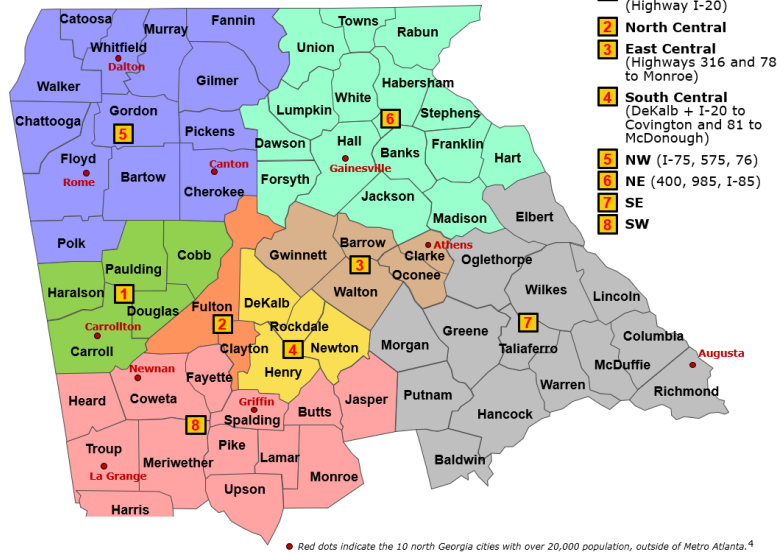 (Highway I-20)
2 North Central
3 East Central
(Highways 316 and 78
to Monroe)
4 South Central
(DeKalb + I-20 to
Covington and 81 to
McDonough)
5 NW (I-75, 575, 76)
6 NE (400, 985, I-85)
7 SE
8 SW
Catoosa
Murray
Fannin
Whitfield
Dalton
Walker
Gilmer
Chattooga
Gordon
5
Pickens
Floyd
Rome
Bartow
Canton
Cherokee
Polk
Towns
Union
Rabun
White
Habersham
Lumpkin
6
Stephens
Dawson
Hall
Gainesville
Banks
Franklin
Hart
Forsyth
Jackson
Madison
Elbert
Cobb
Paulding
Haralson
1
Douglas
Carrollton
Carroll
Fulton
2
Clayton
Gwinnett
Barrow
3
Clarke
Athens
Oconee
Walton
Oglethorpe
DeKalb
Rockdale
4
Newton
Henry
Wilkes
Lincoln
Morgan
Greene
7
Taliaferro
Columbia
McDuffie
Augusta
Warren
Richmond
Putnam
Hancock
Baldwin
Newnan
Fayette
Heard
Coweta
Griffin
Spalding
Butts
Jasper
8
Troup
La Grange
Meriwether
Pike
Lamar
Monroe
Upson
Harris
Red dots indicate the 10 north Georgia cities with over 20,000 population, outside of Metro Atlanta.4